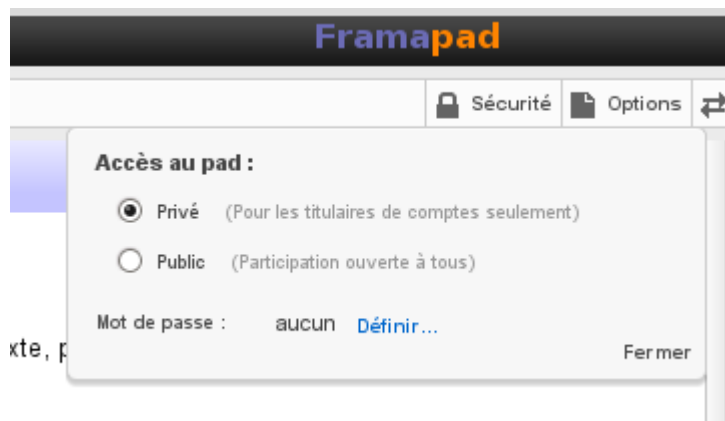 Framapad
Sécurité Options
Accès au pad :
Privé (Pour les titulaires de comptes seulement)
Public (Participation ouverte à tous)
Mot de passe : aucun Définir...
xte, p
Fermer